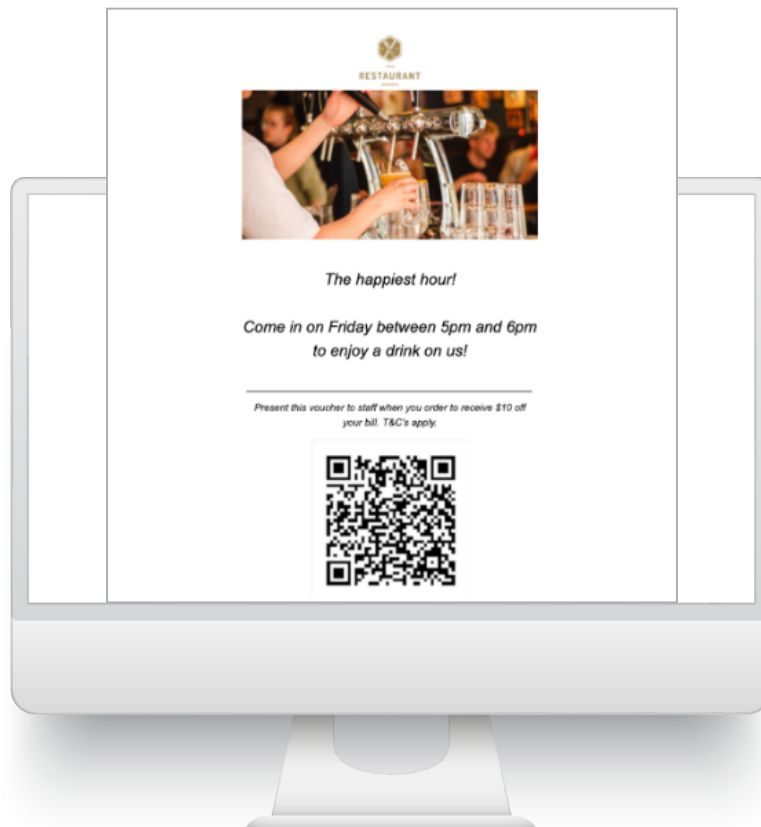 RESTAURANT
The happiest hour!
Come in on Friday between 5pm and 6pm
to enjoy a drink on us!
Present this voucher to staff when you order to receive $10 off
your bill. T&C's apply.